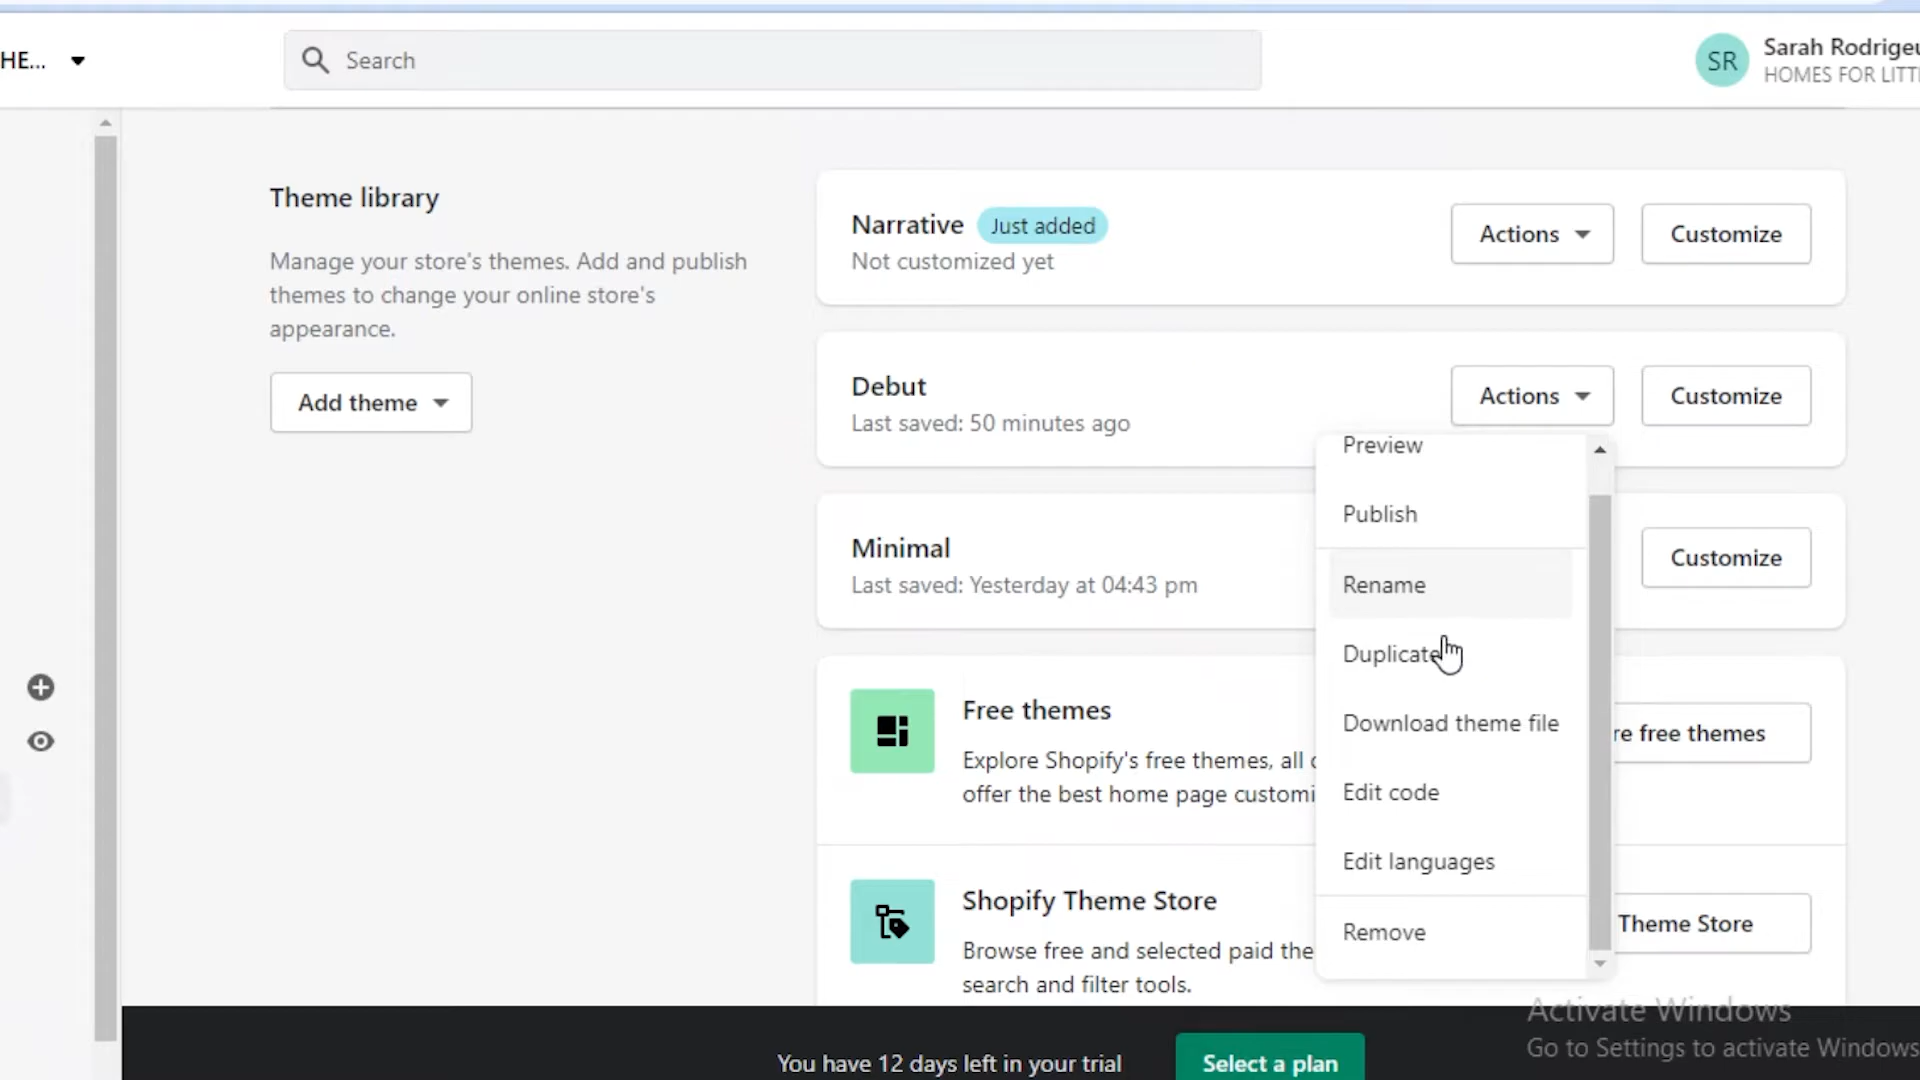 HE...
Search
SR
Sarah Rodrigeu
HOMES FOR LITTL
Theme library
Manage your store's themes. Add and publish
themes to change your online store's
appearance.
Add theme
Narrative
Just added
Not customized yet
Actions
Customize
Debut
Last saved: 50 minutes ago
Actions
Customize
Minimal
Last saved: Yesterday at 04:43 pm
Customize
Preview
Publish
Rename
Duplicate
Download theme file
Edit code
Edit languages
Remove
Free themes
Explore Shopify's free themes, all
offer the best home page customi
re free themes
Shopify Theme Store
Browse free and selected paid the
search and filter tools.
Theme Store
You have 12 days left in your trial
Select a plan
Activate Windows
Go to Settings to activate Windows